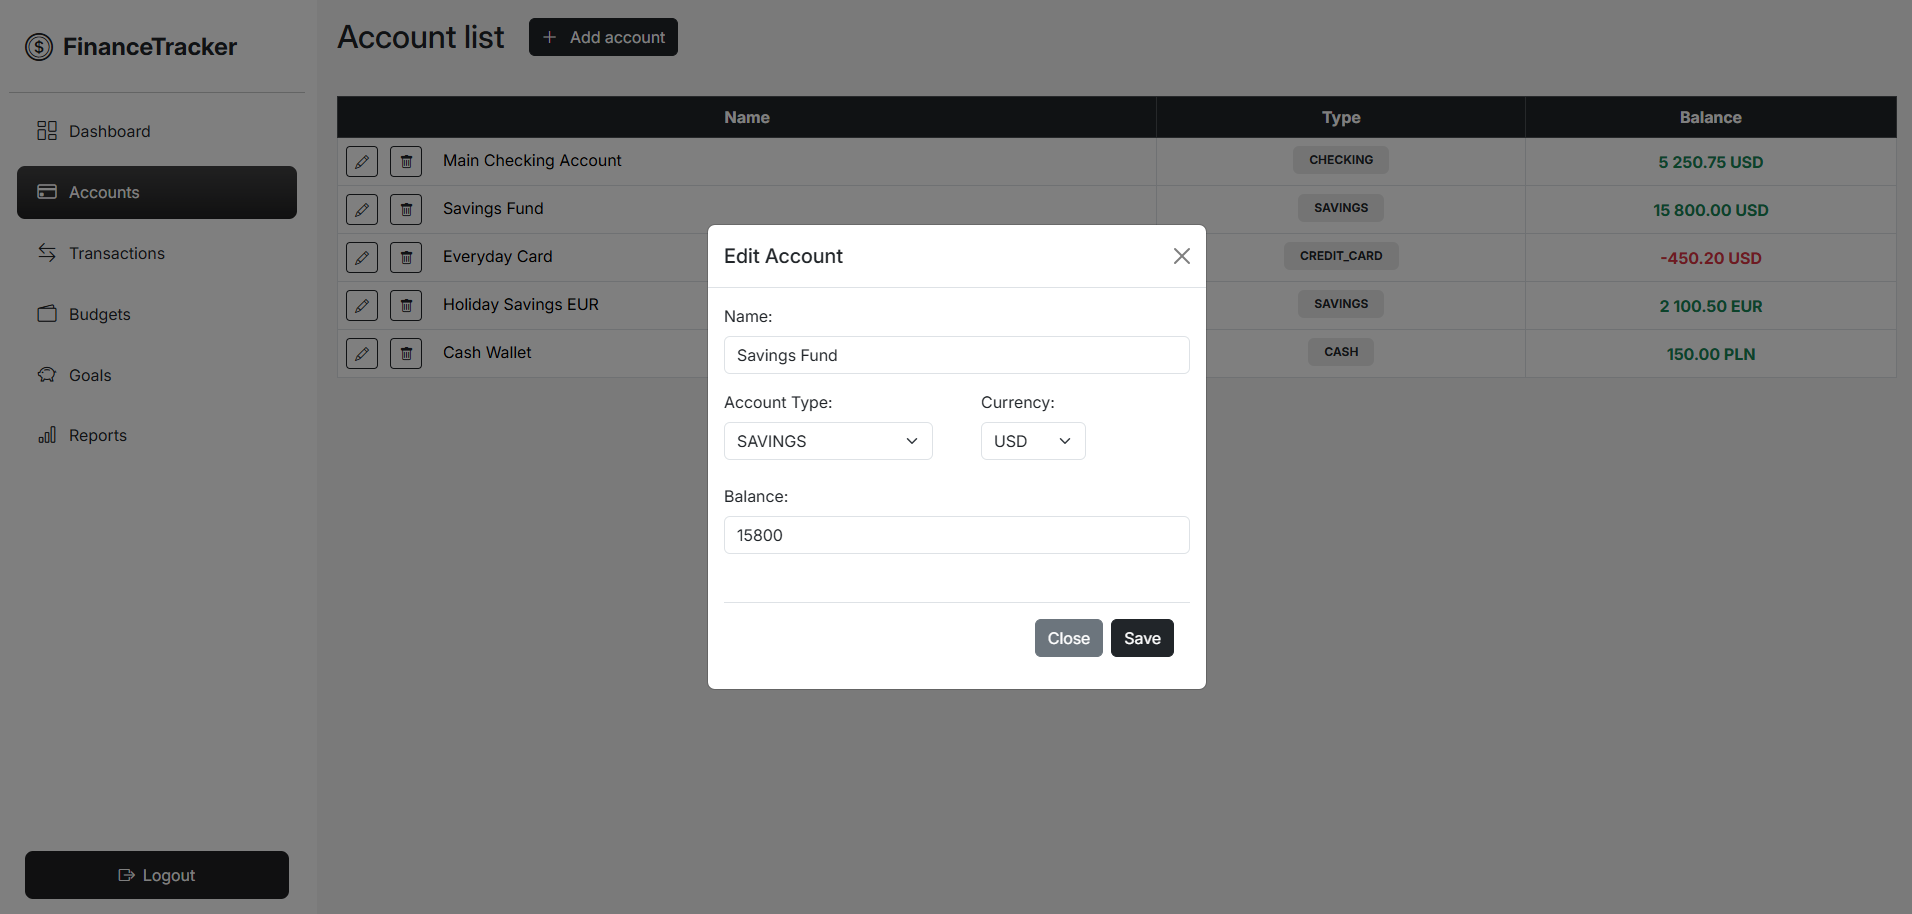 FinanceTracker
Dashboard
Accounts
Transactions
Budgets
Goals
Reports
Logout
Account list
+ Add account
Name Type Balance
Main Checking Account CHECKING 5 250.75 USD
Savings Fund SAVINGS 15 800.00 USD
Everyday Card CREDIT_CARD -450.20 USD
Holiday Savings EUR SAVINGS 2 100.50 EUR
Cash Wallet CASH 150.00 PLN
Edit Account
Name:
Savings Fund
Account Type: Currency:
SAVINGS USD
Balance:
15800
Close Save